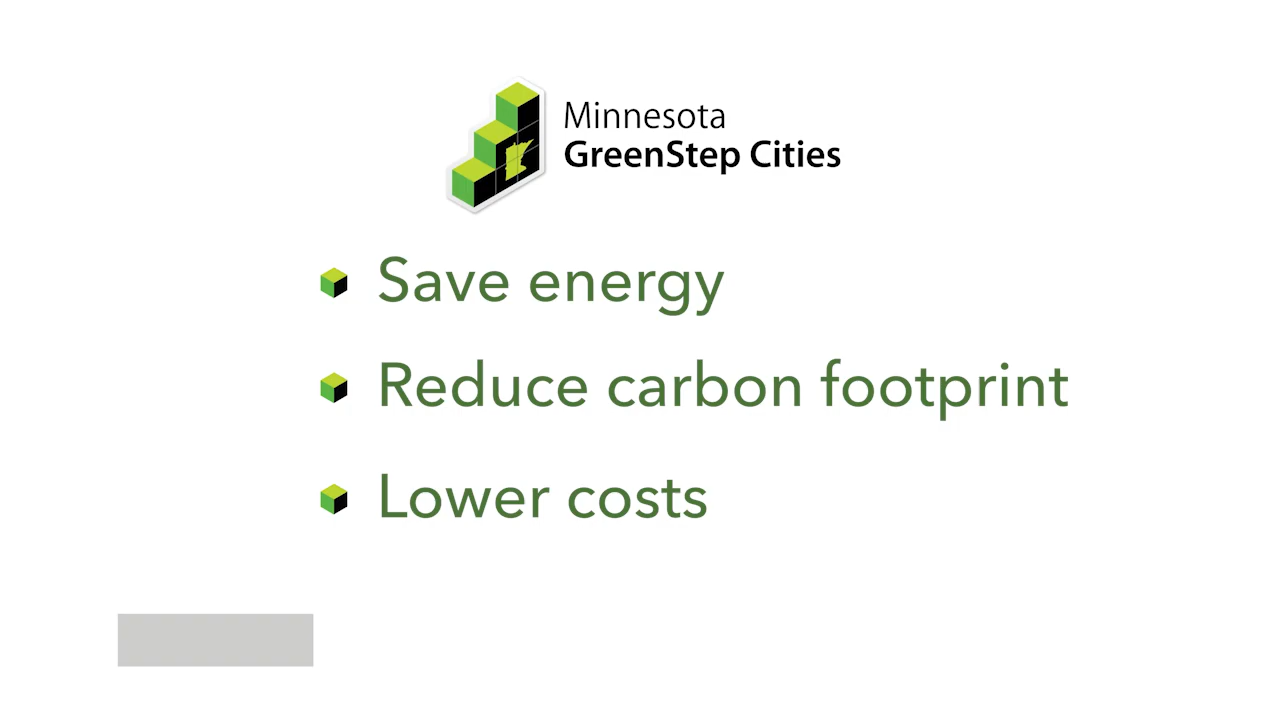 Minnesota
GreenStep Cities
Save energy
Reduce carbon footprint
Lower costs